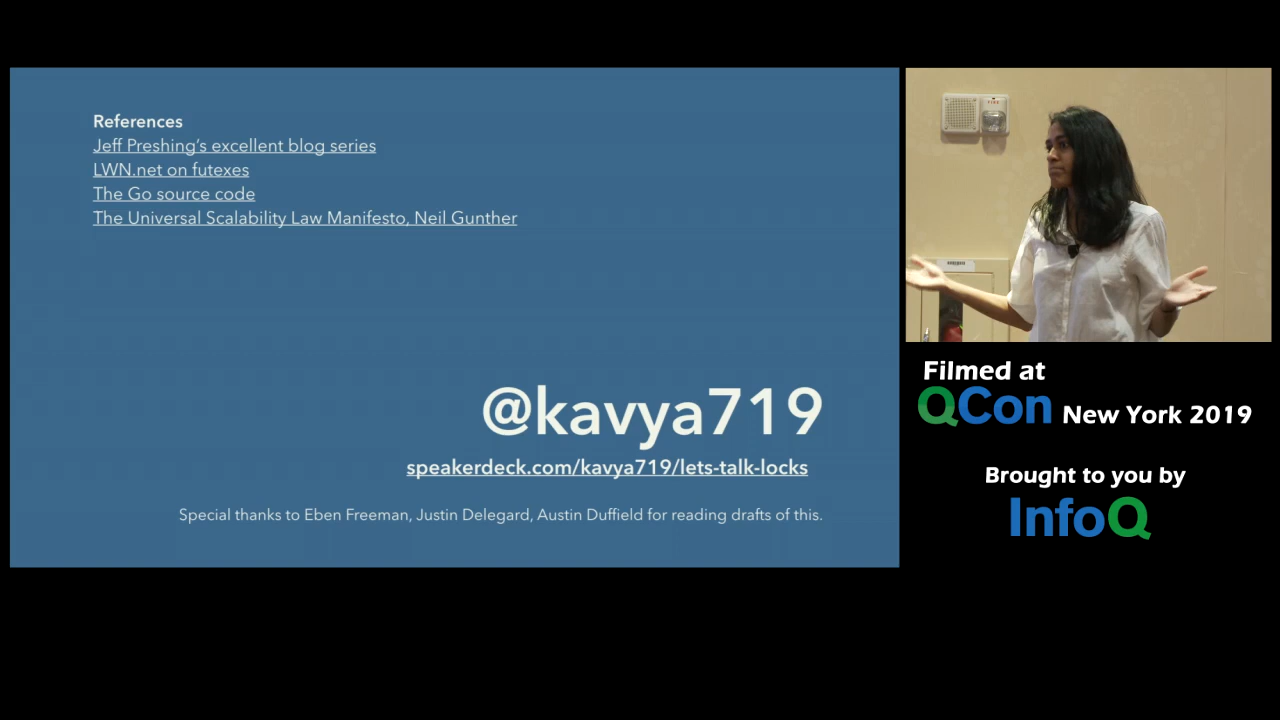 References
Jeff Preshing’s excellent blog series
LWN.net on futexes
The Go source code
The Universal Scalability Law Manifesto, Neil Gunther
@kavya719
speakerdeck.com/kavya719/lets-talk-locks
Special thanks to Eben Freeman, Justin Delegard, Austin Duffield for reading drafts of this.
FIRE
Filmed at
QCon New York 2019
Brought to you by
InfoQ